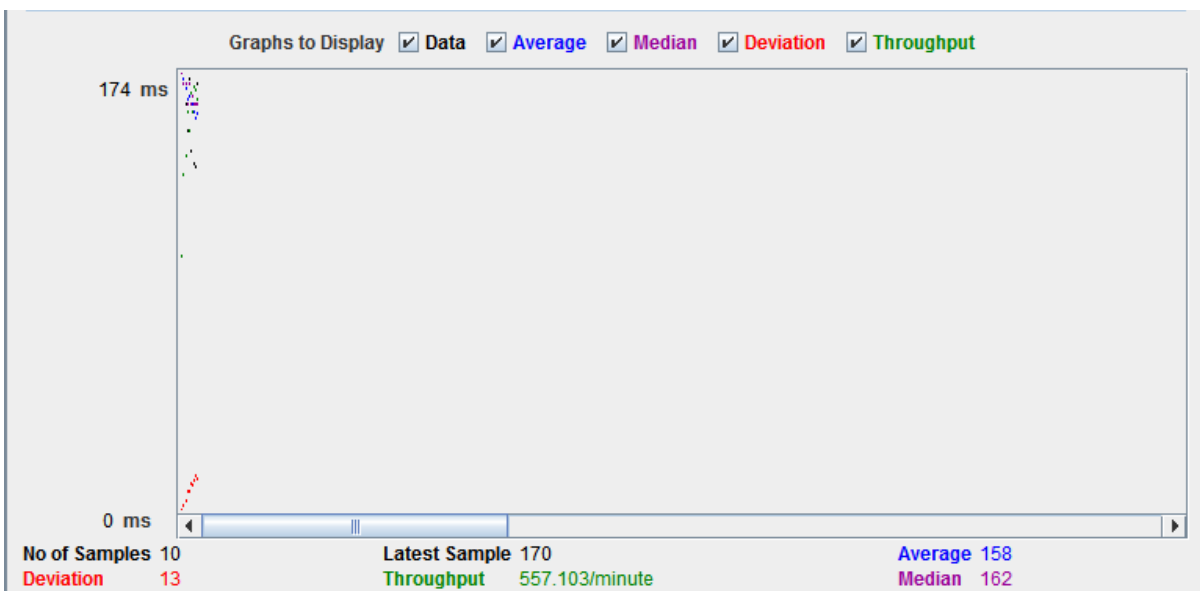 Graphs to Display Data Average Median Deviation Throughput
174 ms
0 ms
No of Samples 10 Latest Sample 170 Average 158
Deviation 13 Throughput 557.103/minute Median 162